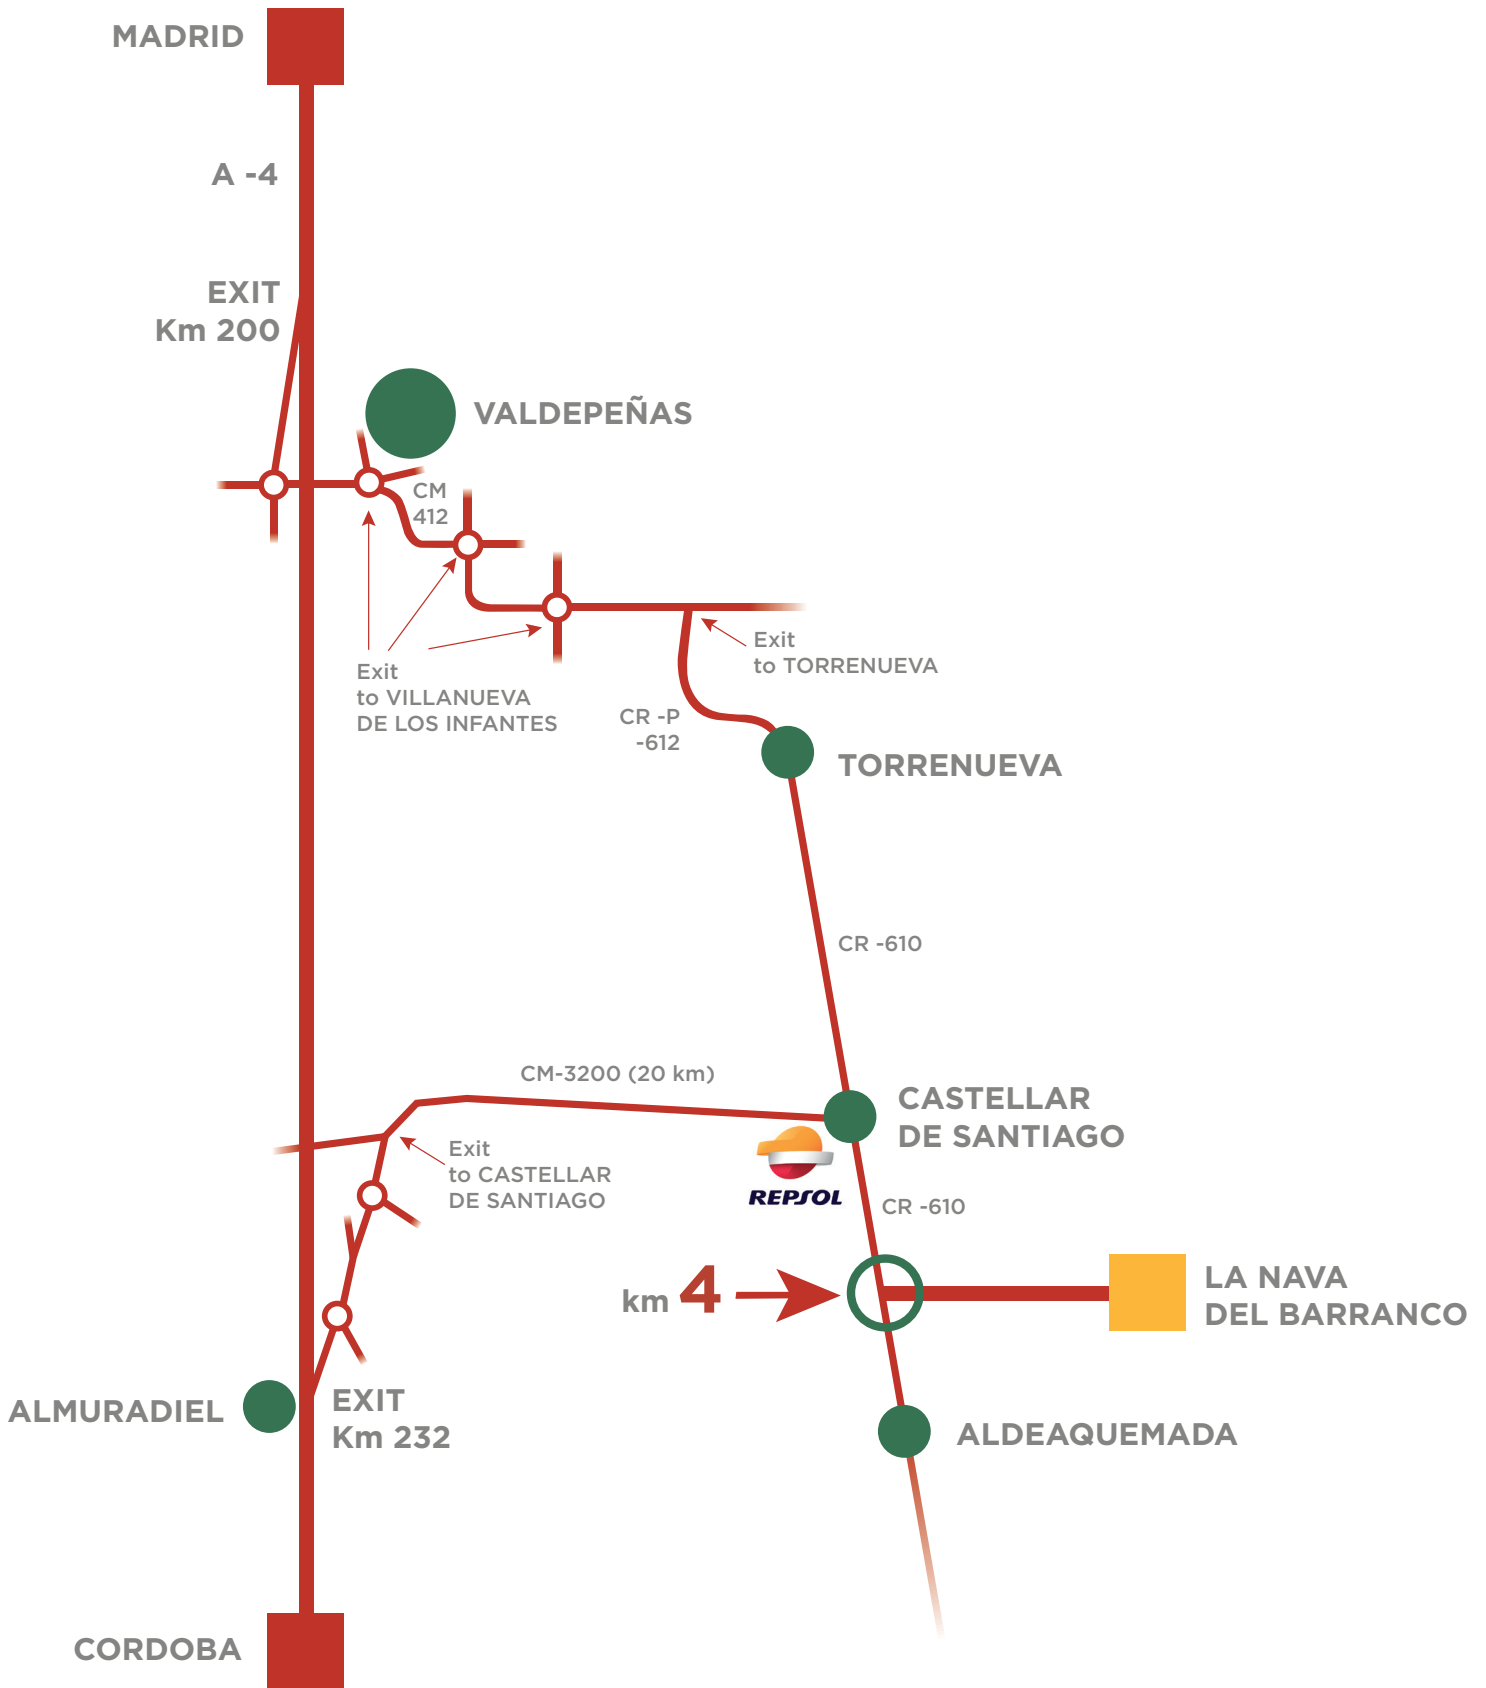 MADRID
A -4
EXIT
Km 200
VALDEPEÑAS
CM
412
Exit
to VILLANUEVA
DE LOS INFANTES
Exit
to TORRENUEVA
CR -P
-612
TORRENUEVA
CR -610
CM-3200 (20 km)
CASTELLAR
DE SANTIAGO
Exit
to CASTELLAR
DE SANTIAGO
REPSOL
CR -610
km 4
LA NAVA
DEL BARRANCO
ALMURADIEL
EXIT
Km 232
ALDEAQUEMADA
CORDOBA